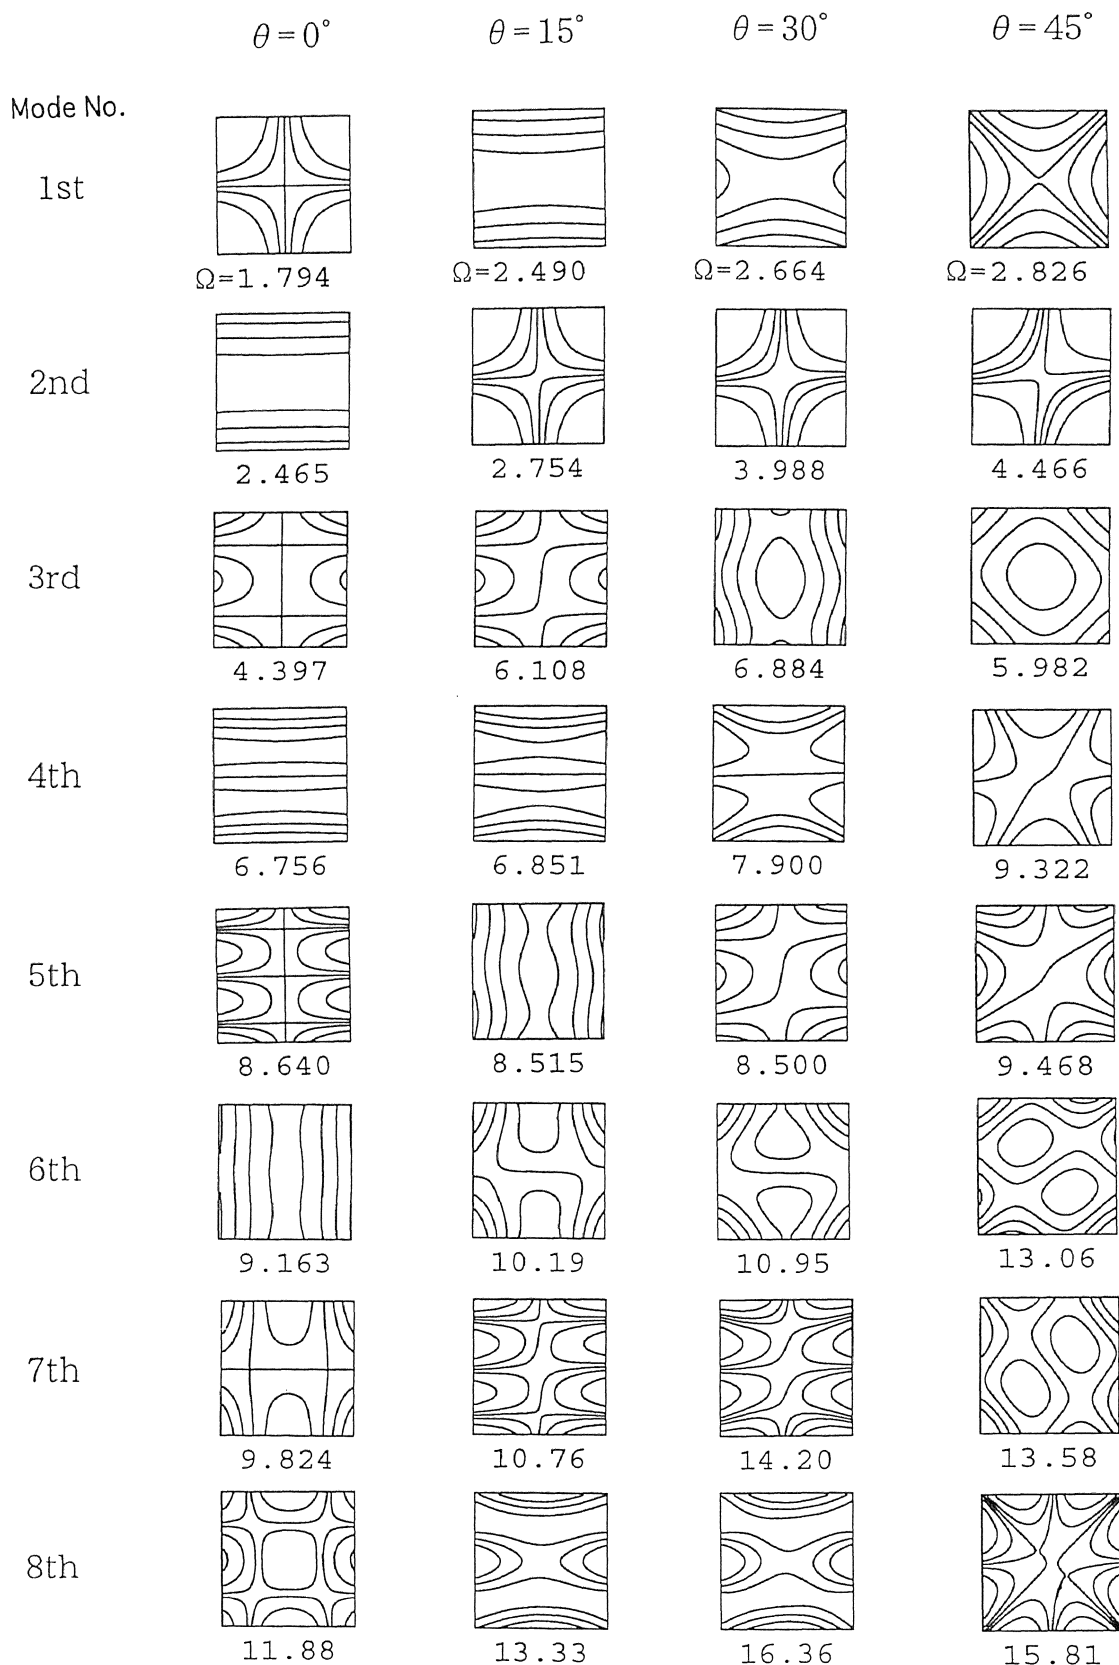 θ = 0° θ = 15° θ = 30° θ = 45°
Mode No.
1st
Ω=1.794 Ω=2.490 Ω=2.664 Ω=2.826
2nd
2.465 2.754 3.988 4.466
3rd
4.397 6.108 6.884 5.982
4th
6.756 6.851 7.900 9.322
5th
8.640 8.515 8.500 9.468
6th
9.163 10.19 10.95 13.06
7th
9.824 10.76 14.20 13.58
8th
11.88 13.33 16.36 15.81